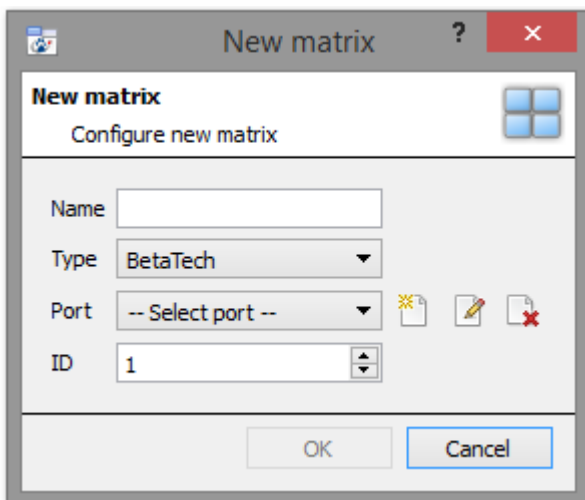 New matrix
?
New matrix
Configure new matrix
Name
Type BetaTech
Port -- Select port --
ID 1
OK Cancel